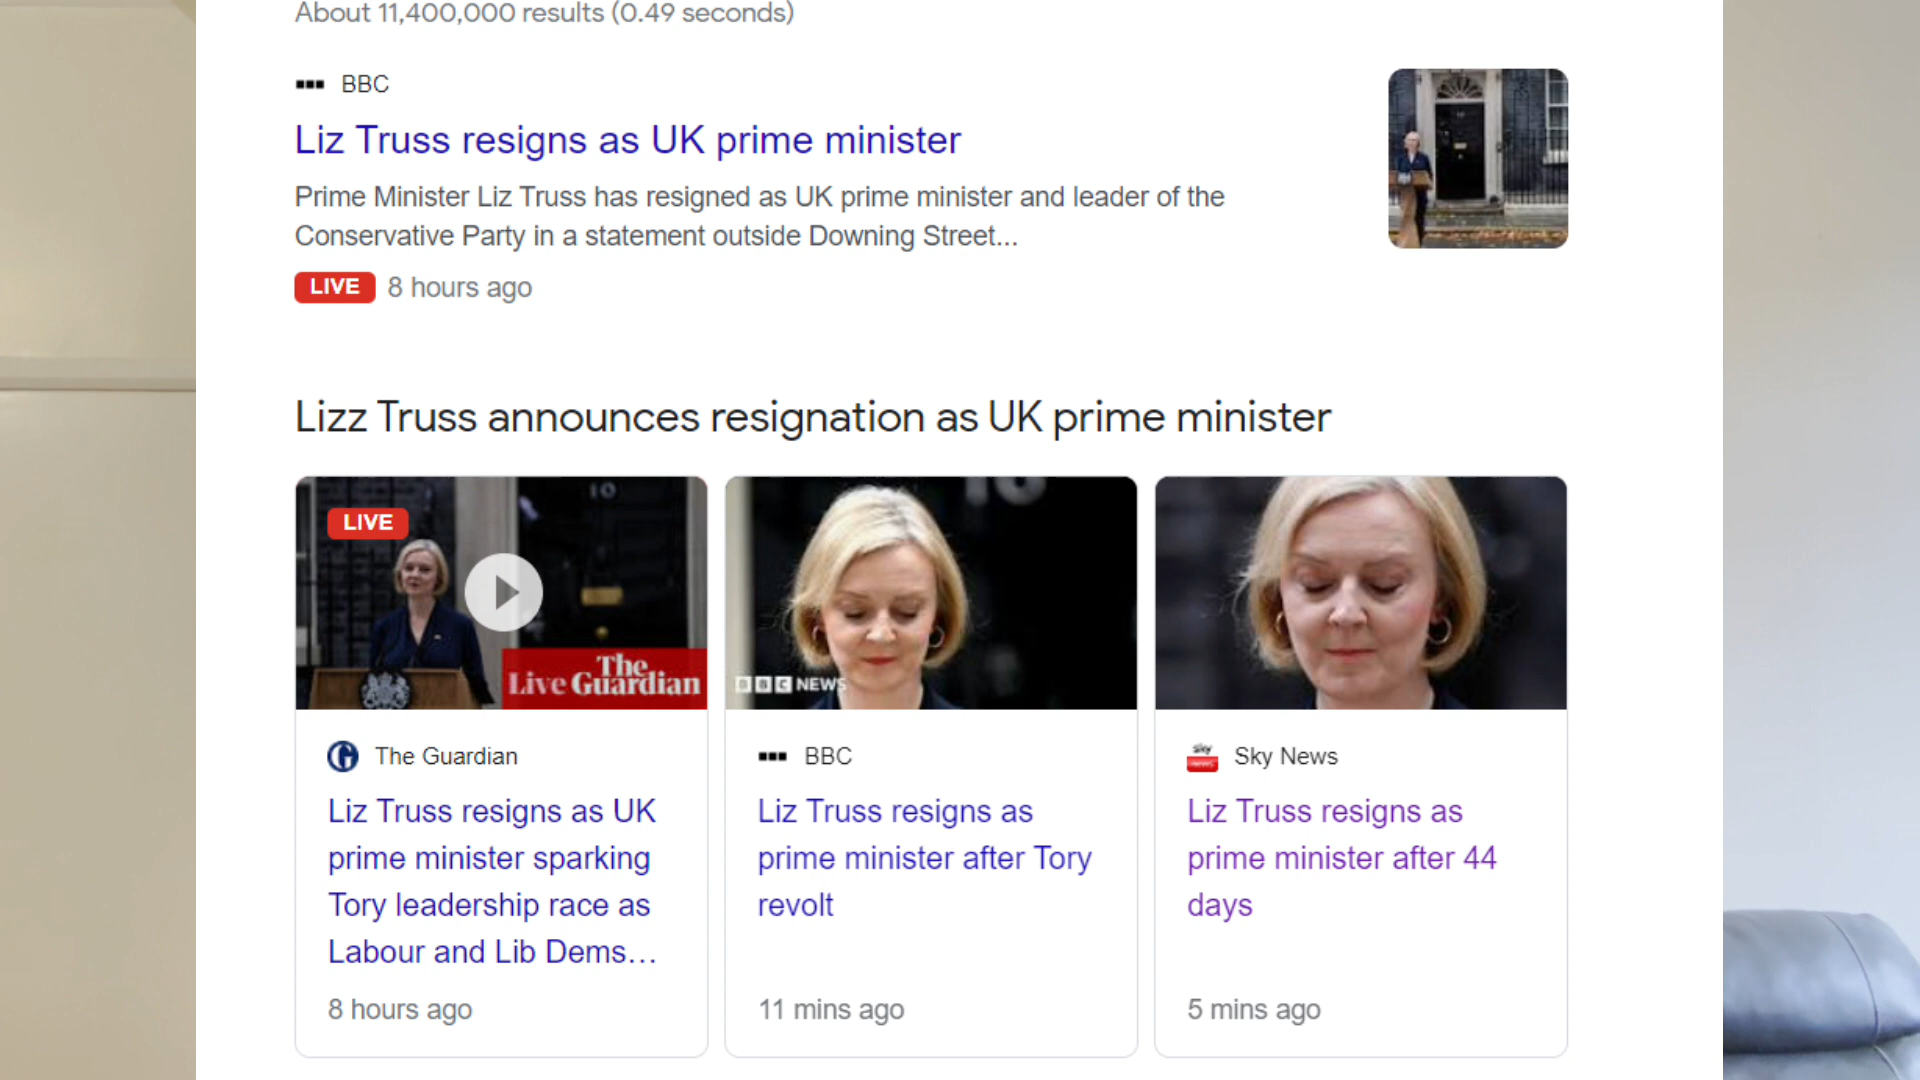 About 11,400,000 results (0.49 seconds)
BBC
Liz Truss resigns as UK prime minister
Prime Minister Liz Truss has resigned as UK prime minister and leader of the
Conservative Party in a statement outside Downing Street...
LIVE 8 hours ago
Lizz Truss announces resignation as UK prime minister
LIVE
10
The
Live Guardian
10
BBC NEWS
The Guardian
Liz Truss resigns as UK
prime minister sparking
Tory leadership race as
Labour and Lib Dems...
8 hours ago
BBC
Liz Truss resigns as
prime minister after Tory
revolt
11 mins ago
sky
news
Sky News
Liz Truss resigns as
prime minister after 44
days
5 mins ago